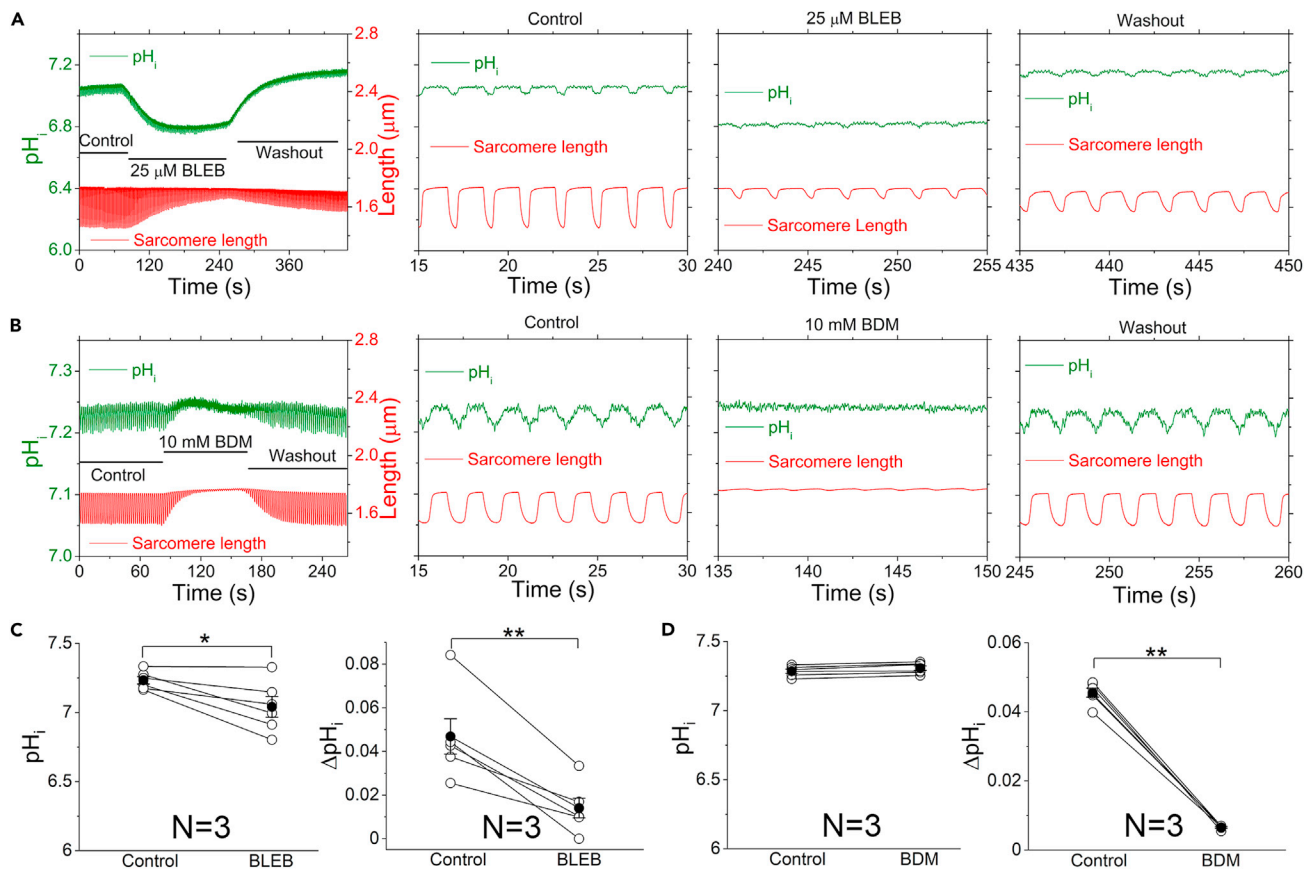 A
Control
25 μM BLEB
Washout
pHi
7.2
6.8
6.4
6.0
pHi
Control
25 μM BLEB
Washout
Sarcomere length
2.8
2.4
2.0
1.6
Length (μm)
0 120 240 360
Time (s)
pHi
Sarcomere length
15 20 25 30
Time (s)
pHi
Sarcomere Length
240 245 250 255
Time (s)
pHi
Sarcomere length
435 440 445 450
Time (s)
B
Control
10 mM BDM
Washout
pHi
7.3
7.2
7.1
7.0
pHi
10 mM BDM
Control
Washout
Sarcomere length
2.8
2.4
2.0
1.6
Length (μm)
0 60 120 180 240
Time (s)
pHi
Sarcomere length
15 20 25 30
Time (s)
pHi
Sarcomere length
135 140 145 150
Time (s)
pHi
Sarcomere length
245 250 255 260
Time (s)
C
pHi
7.5
7
6.5
6
*
N=3
Control BLEB
ΔpHi
0.08
0.06
0.04
0.02
0
**
N=3
Control BLEB
D
pHi
7.5
7
6.5
6
N=3
Control BDM
ΔpHi
0.06
0.04
0.02
0
**
N=3
Control BDM